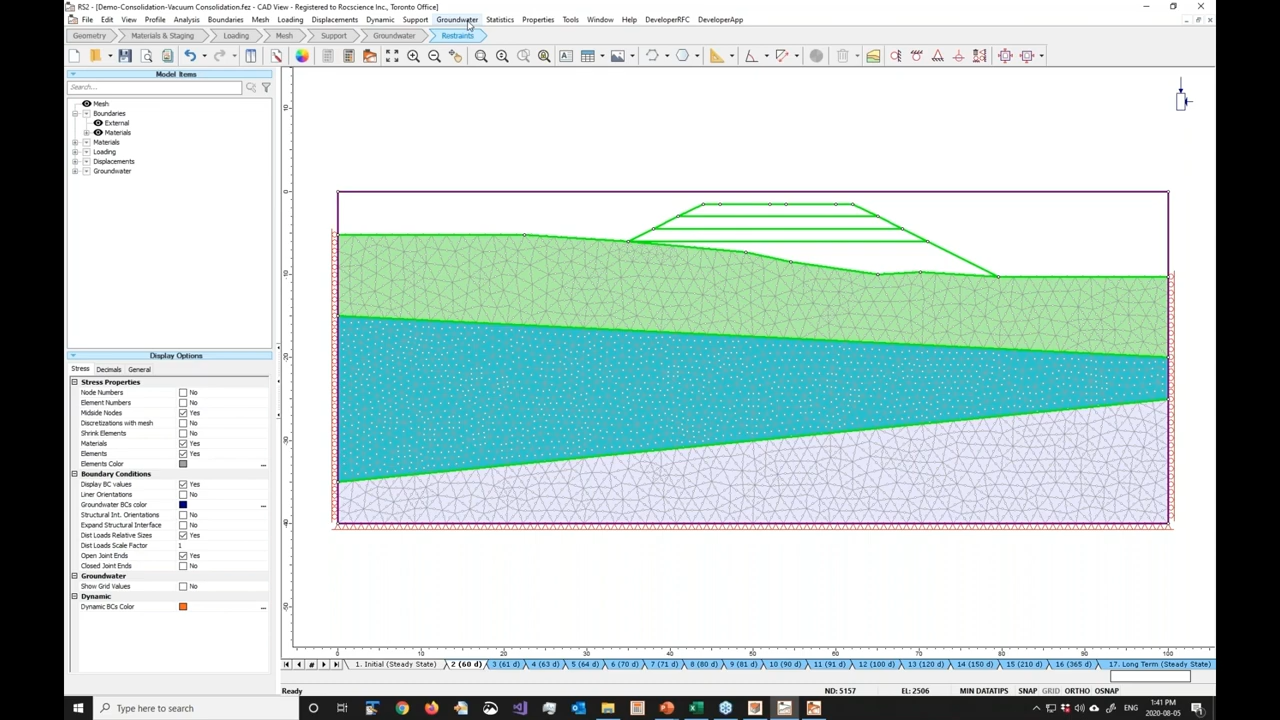 RS2 - [Demo-Consolidation-Vacuum Consolidation.fez - CAD View - Registered to Rocscience Inc., Toronto Office]
File Edit View Profile Analysis Boundaries Mesh Loading Displacements Dynamic Support Groundwater Statistics Properties Tools Window Help DeveloperRFC DeveloperApp
Geometry Materials & Staging Loading Mesh Support Groundwater Restraints
Model Items
Search...
Mesh
Boundaries
External
Materials
Materials
Loading
Displacements
Groundwater
Display Options
Stress Decimals General
Stress Properties
Node Numbers No
Element Numbers No
Midside Nodes Yes
Discretizations with mesh No
Shrink Elements No
Materials Yes
Elements Yes
Elements Color ...
Boundary Conditions
Display BC values Yes
Liner Orientations No
Groundwater BCs color ...
Structural Int. Orientations No
Expand Structural Interface No
Dist Loads Relative Sizes Yes
Dist Loads Scale Factor 1
Open Joint Ends Yes
Closed Joint Ends No
Groundwater
Show Grid Values No
Dynamic
Dynamic BCs Color ...
10
0
-10
-20
-30
-40
-50
0 10 20 30 40 50 60 70 80 90 100
1. Initial (Steady State) 2 (60 d) 3 (61 d) 4 (63 d) 5 (64 d) 6 (70 d) 7 (71 d) 8 (80 d) 9 (81 d) 10 (90 d) 11 (91 d) 12 (100 d) 13 (120 d) 14 (150 d) 15 (210 d) 16 (365 d) 17. Long Term (Steady State)
Ready ND: 5157 EL: 2506 MIN DATATIPS SNAP GRID ORTHO OSNAP
Type here to search
ENG
1:41 PM
2020-08-05